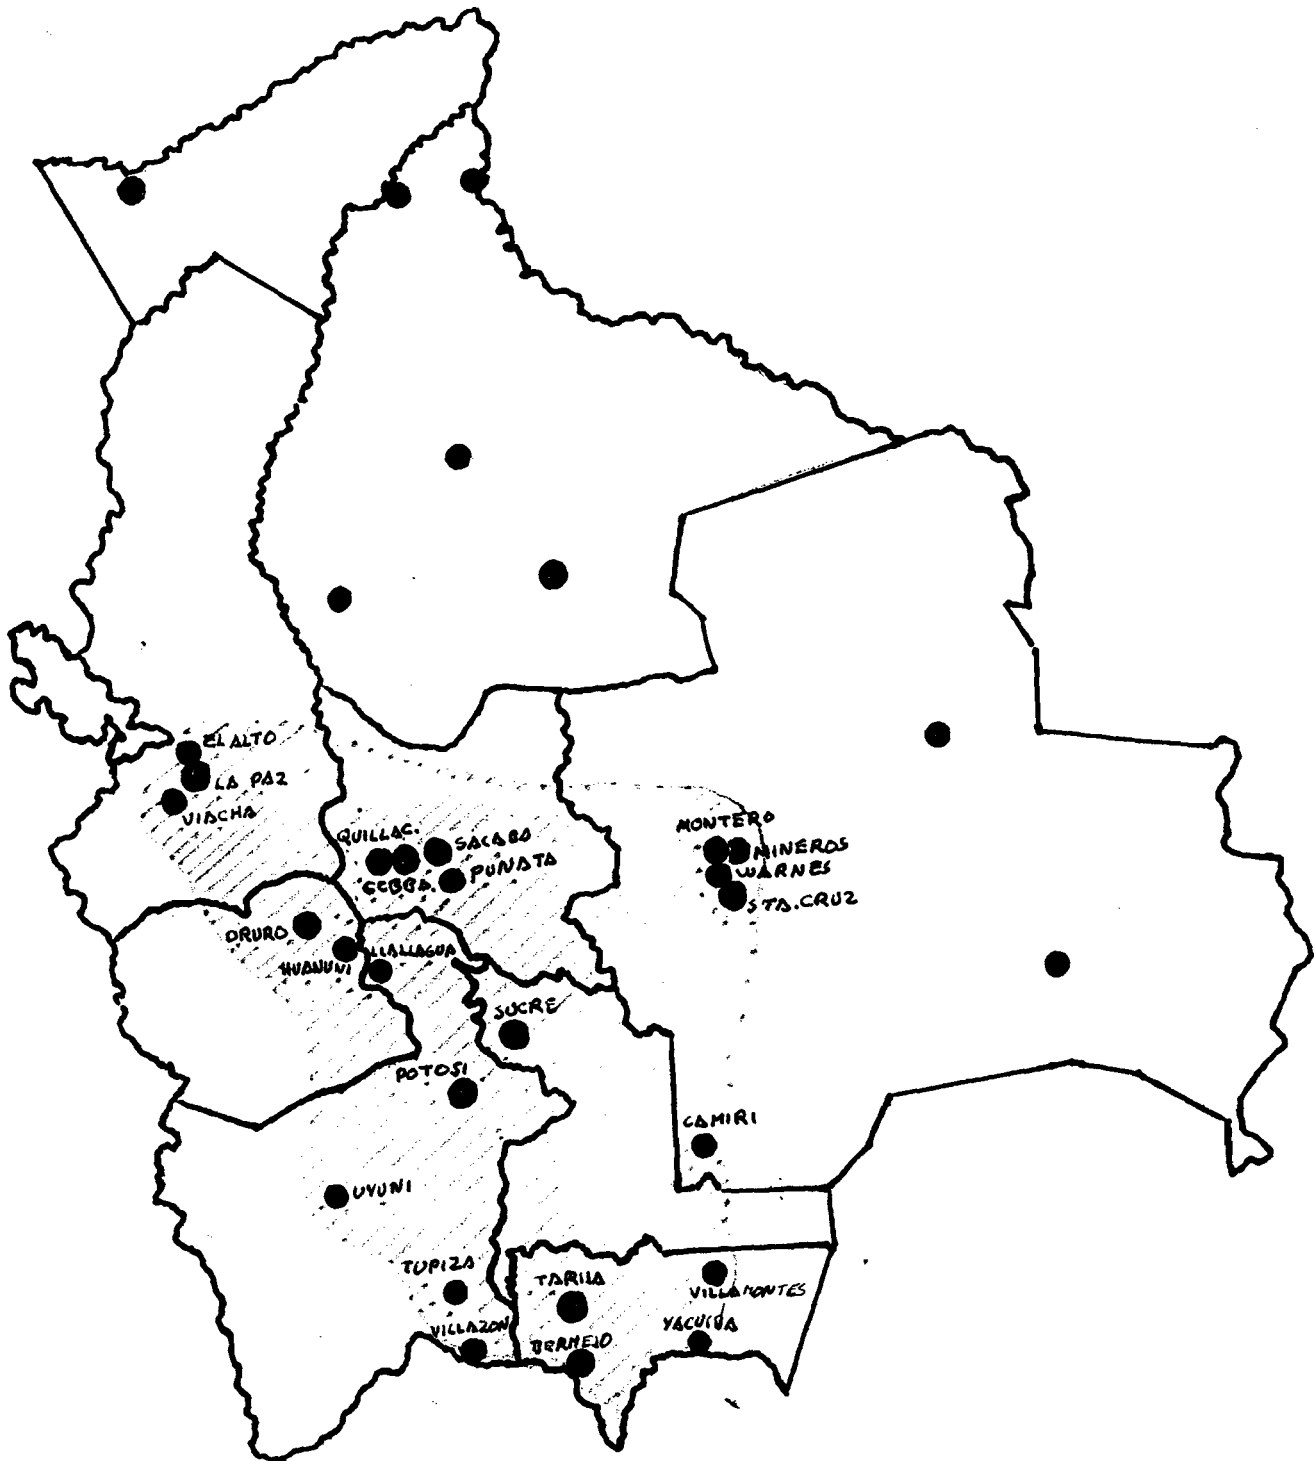 EL ALTO
LA PAZ
VIACHA
QUILLAC.
SACABA
CCBBA.
PUNATA
MONTERO
MINEROS
WARNES
STA. CRUZ
ORURO
HUANUNI
LLALLAGUA
SUCRE
POTOSI
CAMIRI
UYUNI
TUPIZA
TARIJA
VILLAMONTES
VILLAZON
BERMEJO
YACUIBA